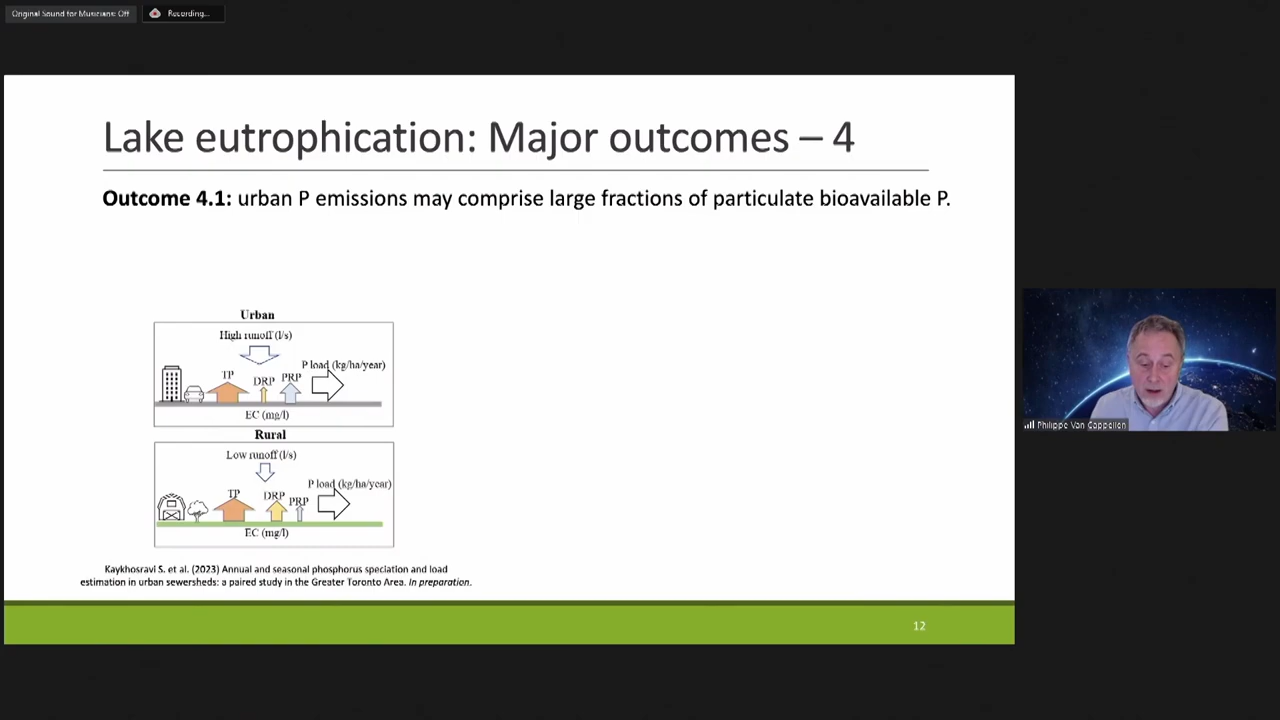 Original Sound for Musicians: Off
Recording...
Lake eutrophication: Major outcomes – 4
Outcome 4.1: urban P emissions may comprise large fractions of particulate bioavailable P.
Urban
High runoff (l/s)
P load (kg/ha/year)
TP
DRP
PRP
EC (mg/l)
Rural
Low runoff (l/s)
P load (kg/ha/year)
TP
DRP
PRP
EC (mg/l)
Kaykhosravi S. et al. (2023) Annual and seasonal phosphorus speciation and load
estimation in urban sewersheds: a paired study in the Greater Toronto Area. In preparation.
12
Philippe Van Cappellen